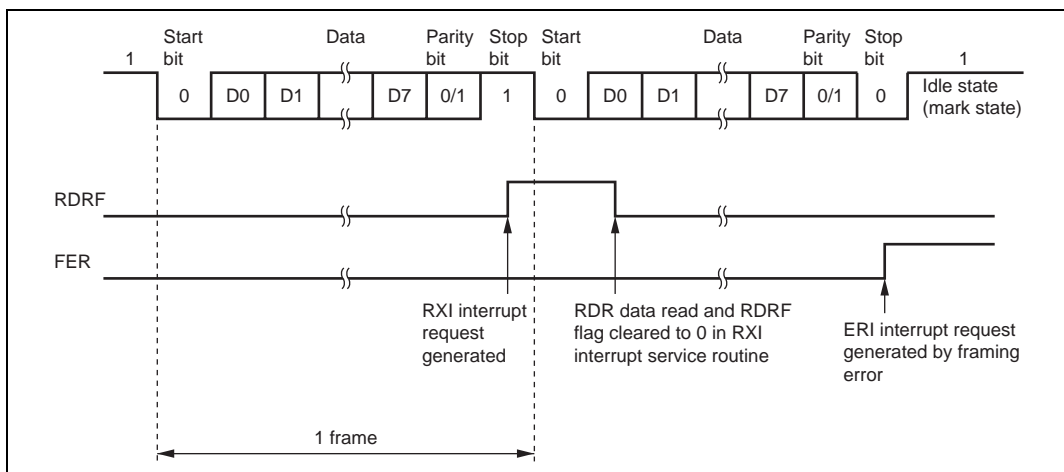 Start bit Data Parity bit Stop bit Start bit Data Parity bit Stop bit
1 1
0 D0 D1 D7 0/1 1 0 D0 D1 D7 0/1 0 Idle state (mark state)
RDRF
FER
RXI interrupt request generated
RDR data read and RDRF flag cleared to 0 in RXI interrupt service routine
ERI interrupt request generated by framing error
1 frame